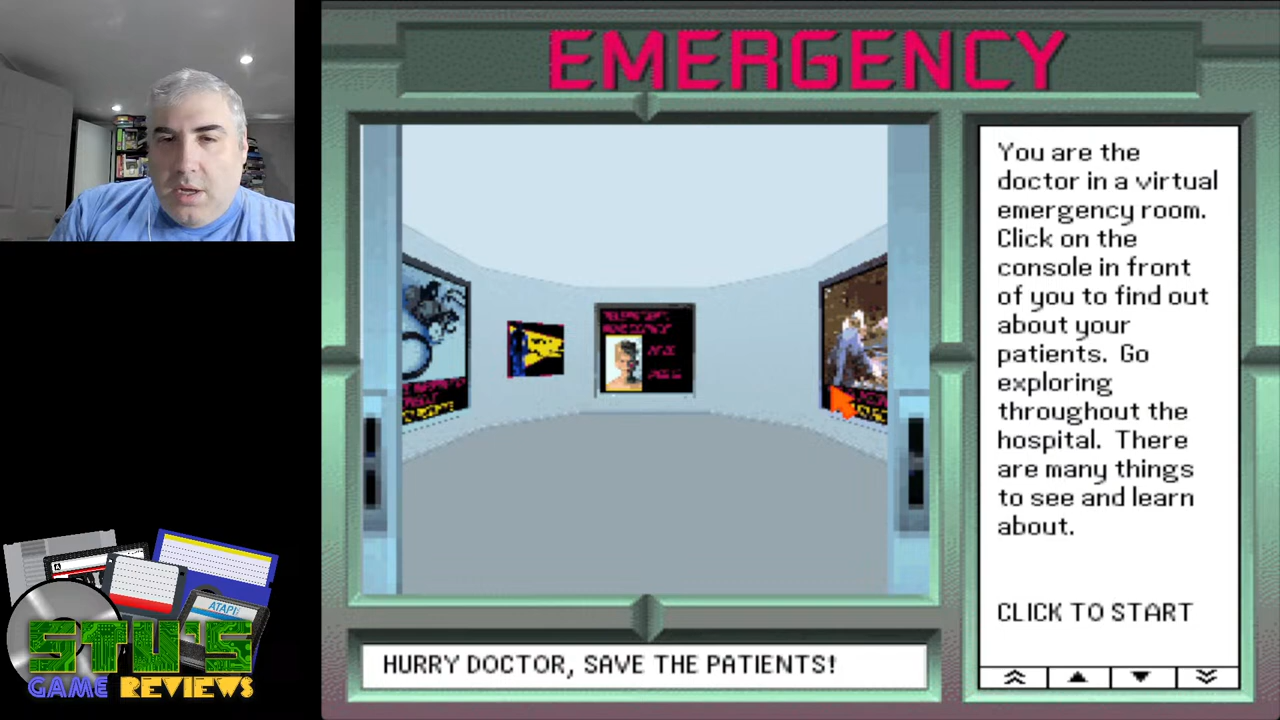 EMERGENCY
You are the
doctor in a virtual
emergency room.
Click on the
console in front
of you to find out
about your
patients. Go
exploring
throughout the
hospital. There
are many things
to see and learn
about.
CLICK TO START
HURRY DOCTOR, SAVE THE PATIENTS!
ATARI
STU'S
GAME REVIEWS